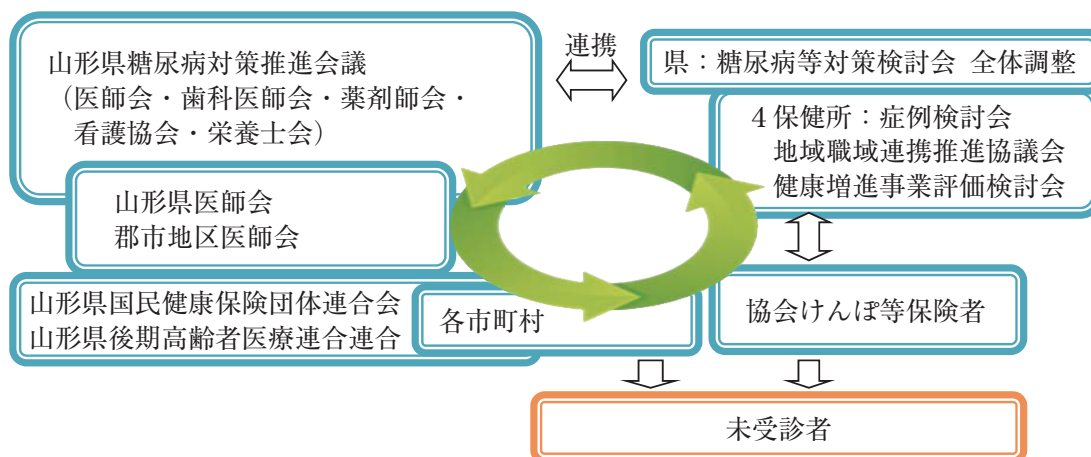 山形県糖尿病対策推進会議
（医師会・歯科医師会・薬剤師会・
看護協会・栄養士会）
連携
県：糖尿病等対策検討会 全体調整
４保健所：症例検討会
地域職域連携推進協議会
健康増進事業評価検討会
山形県医師会
郡市地区医師会
山形県国民健康保険団体連合会
山形県後期高齢者医療連合連合
各市町村
協会けんぽ等保険者
未受診者